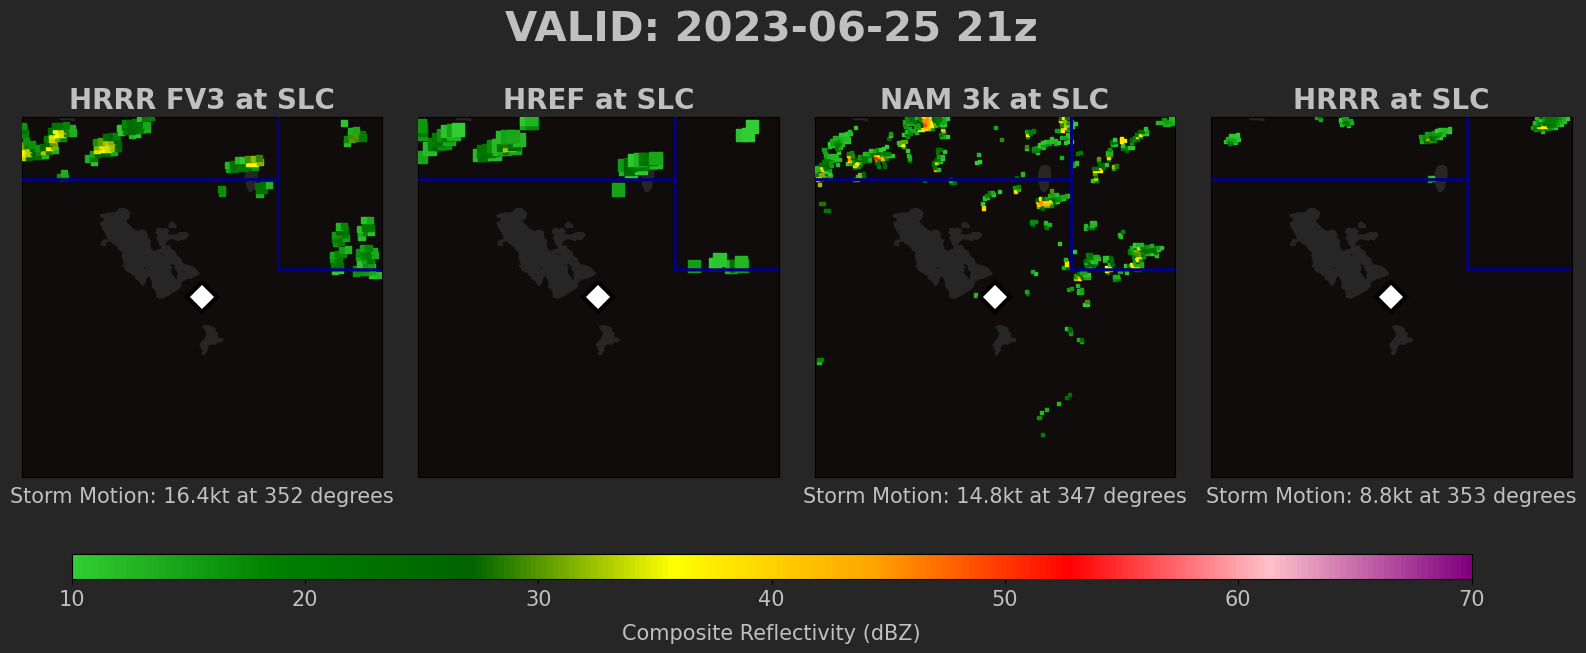 VALID: 2023-06-25 21z
HRRR FV3 at SLC
HREF at SLC
NAM 3k at SLC
HRRR at SLC
Storm Motion: 16.4kt at 352 degrees
Storm Motion: 14.8kt at 347 degrees
Storm Motion: 8.8kt at 353 degrees
10 20 30 40 50 60 70
Composite Reflectivity (dBZ)